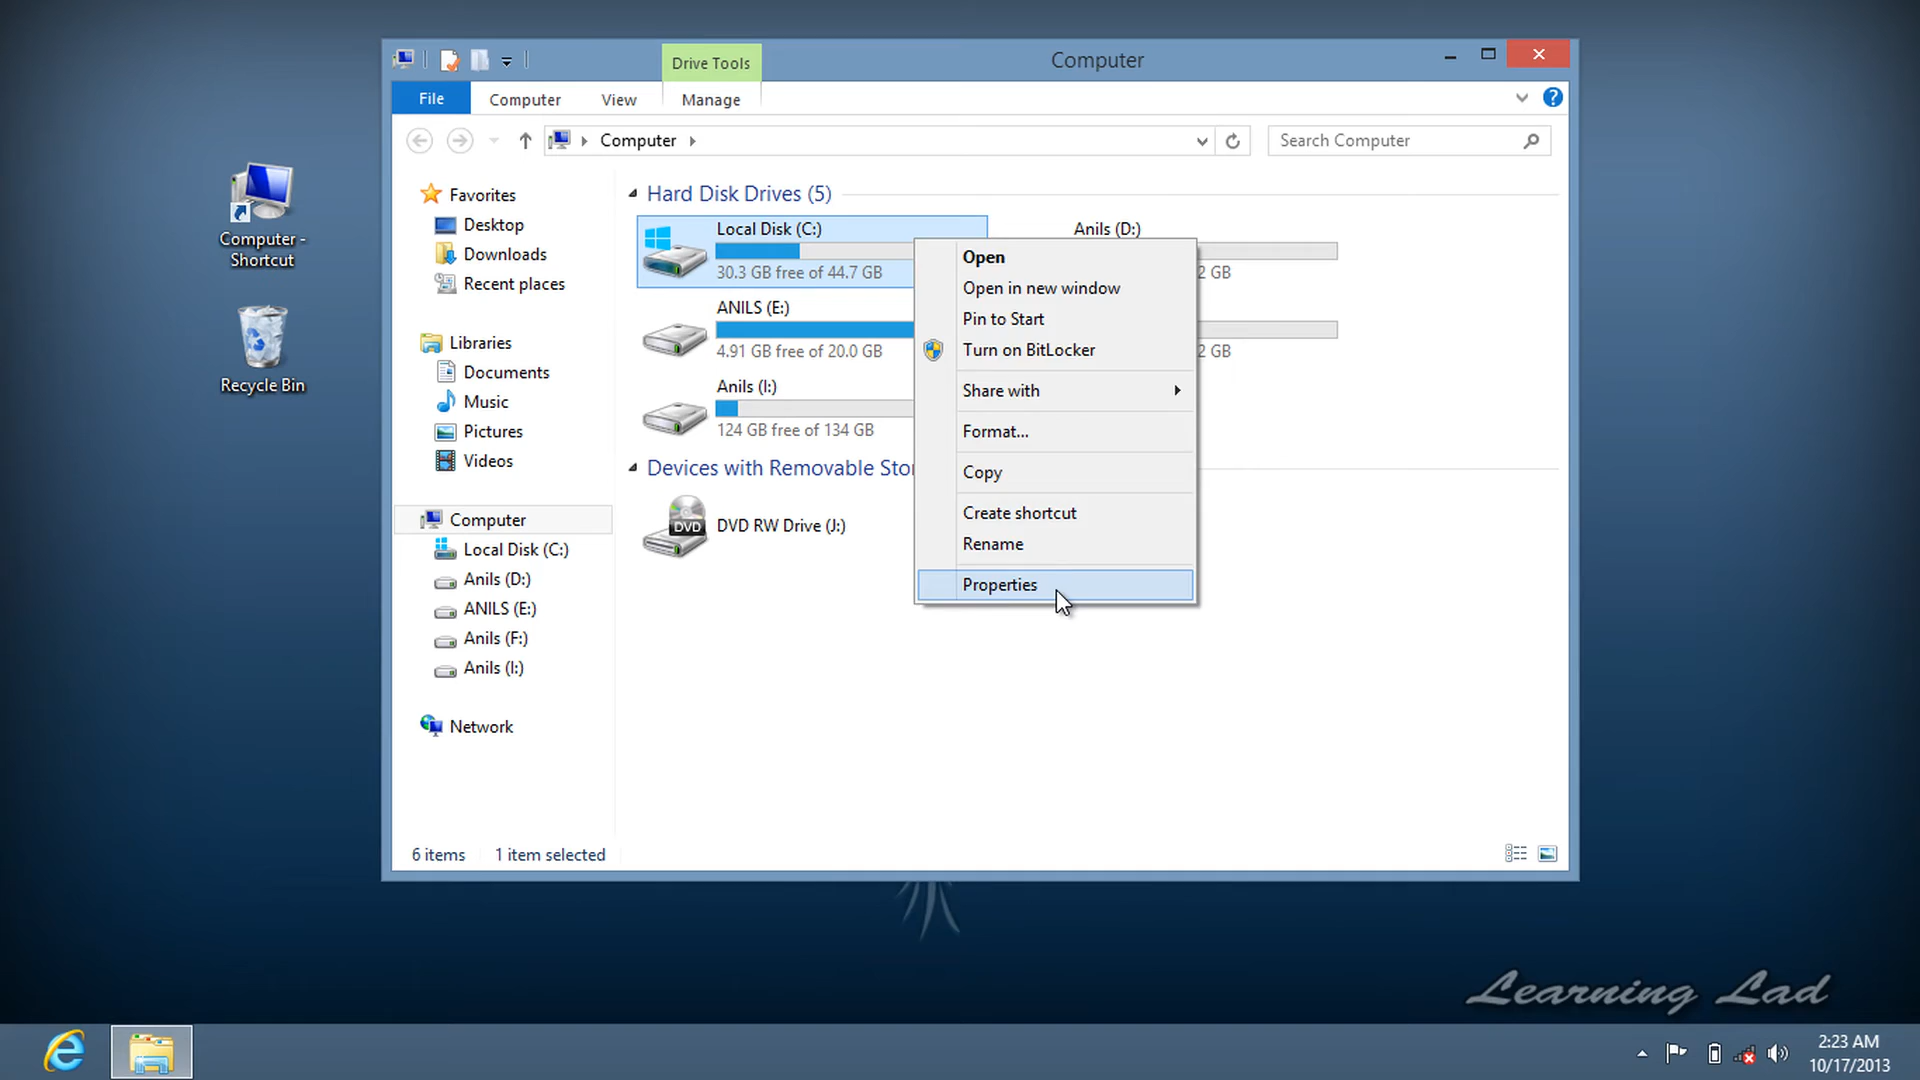 Drive Tools
Computer
File
Computer
View
Manage
Computer
Search Computer
Computer -
Shortcut
Recycle Bin
Favorites
Desktop
Downloads
Recent places
Libraries
Documents
Music
Pictures
Videos
Computer
Local Disk (C:)
Anils (D:)
ANILS (E:)
Anils (F:)
Anils (I:)
Network
Hard Disk Drives (5)
Local Disk (C:)
30.3 GB free of 44.7 GB
Anils (D:)
2 GB
ANILS (E:)
4.91 GB free of 20.0 GB
2 GB
Anils (I:)
124 GB free of 134 GB
Devices with Removable Sto
DVD
DVD RW Drive (J:)
Open
Open in new window
Pin to Start
Turn on BitLocker
Share with
Format...
Copy
Create shortcut
Rename
Properties
6 items
1 item selected
Learning Lad
2:23 AM
10/17/2013